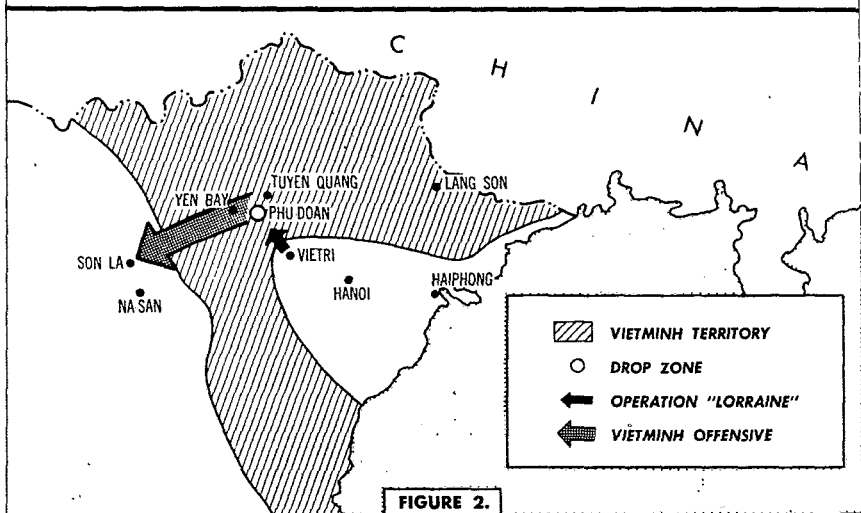 C
H
I
N
A
TUYEN QUANG
LANG SON
YEN BAY
PHU DOAN
SON LA
VIETRI
NA SAN
HANOI
HAIPHONG
VIETMINH TERRITORY
DROP ZONE
OPERATION "LORRAINE"
VIETMINH OFFENSIVE
FIGURE 2.